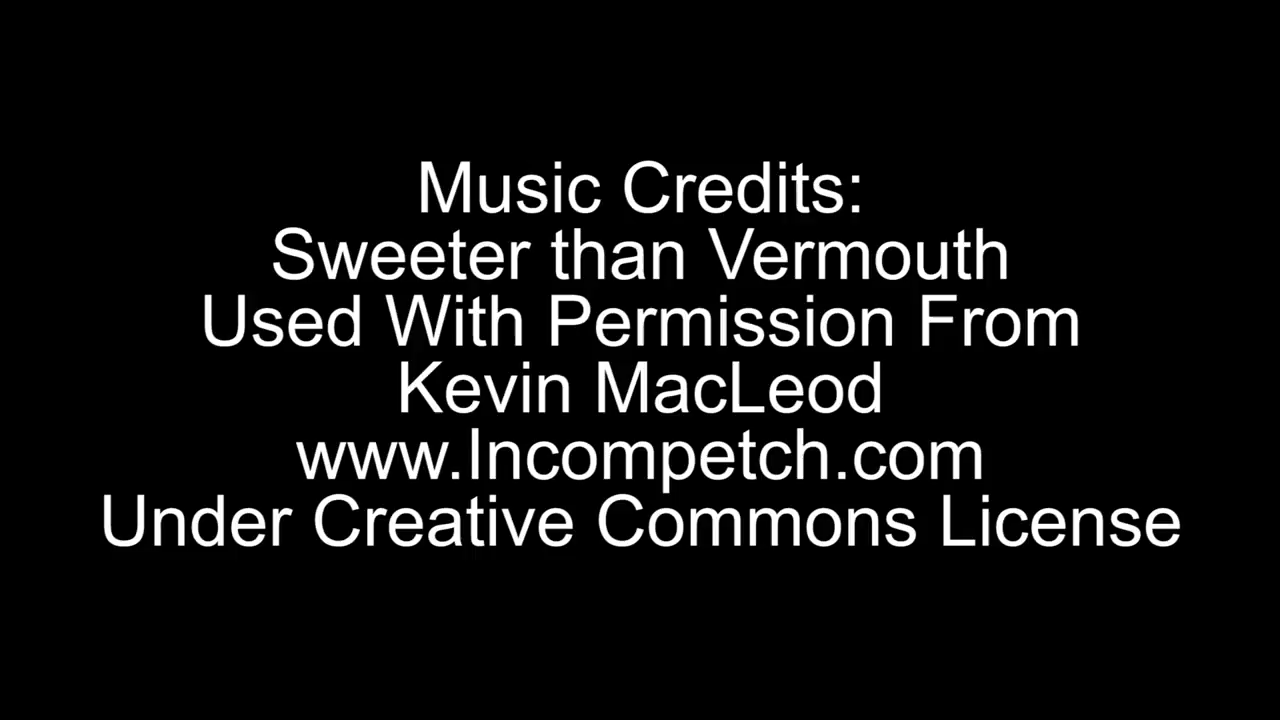 Music Credits:
Sweeter than Vermouth
Used With Permission From
Kevin MacLeod
www.Incompetch.com
Under Creative Commons License